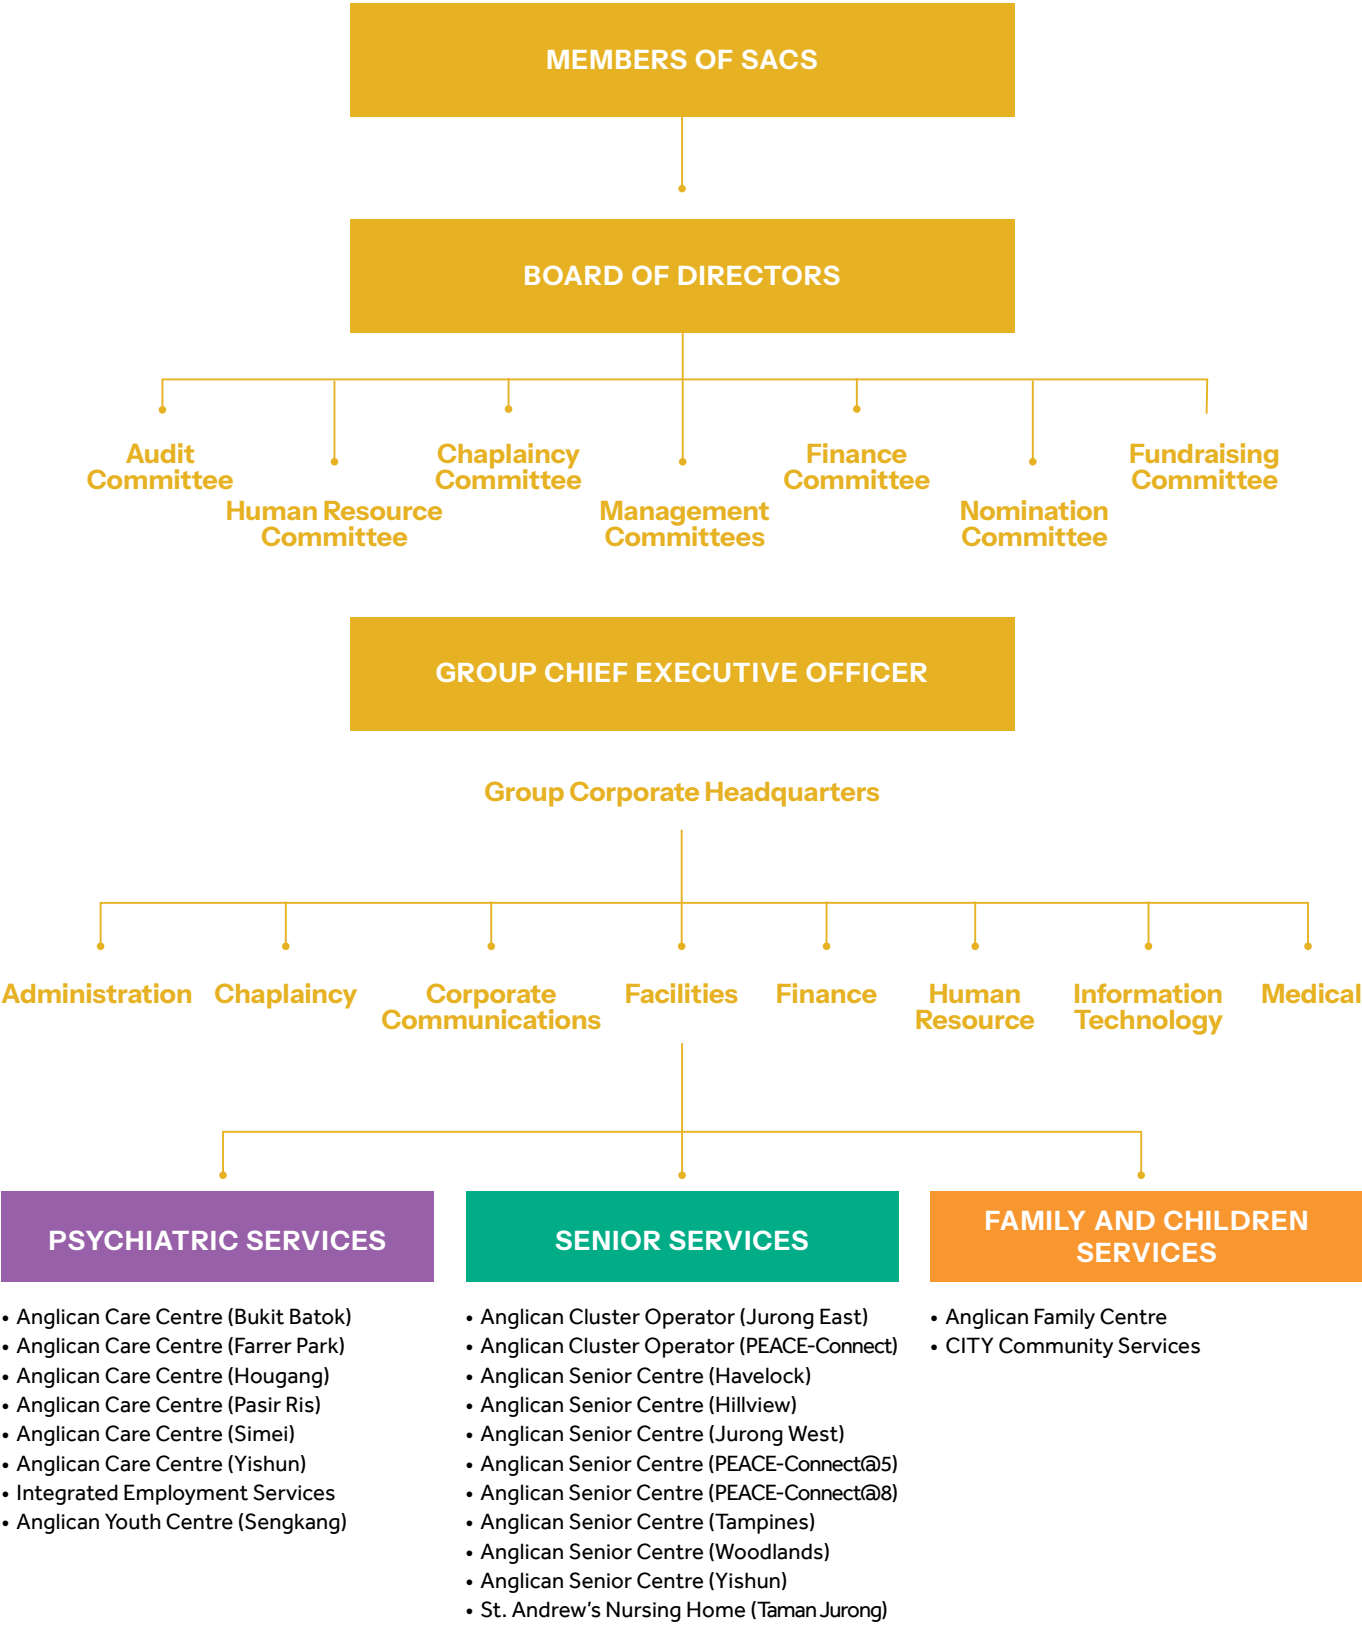 MEMBERS OF SACS
BOARD OF DIRECTORS
Audit
Committee
Human Resource
Committee
Chaplaincy
Committee
Management
Committees
Finance
Committee
Nomination
Committee
Fundraising
Committee
GROUP CHIEF EXECUTIVE OFFICER
Group Corporate Headquarters
Administration
Chaplaincy
Corporate
Communications
Facilities
Finance
Human
Resource
Information
Technology
Medical
PSYCHIATRIC SERVICES
• Anglican Care Centre (Bukit Batok)
• Anglican Care Centre (Farrer Park)
• Anglican Care Centre (Hougang)
• Anglican Care Centre (Pasir Ris)
• Anglican Care Centre (Simei)
• Anglican Care Centre (Yishun)
• Integrated Employment Services
• Anglican Youth Centre (Sengkang)
SENIOR SERVICES
• Anglican Cluster Operator (Jurong East)
• Anglican Cluster Operator (PEACE-Connect)
• Anglican Senior Centre (Havelock)
• Anglican Senior Centre (Hillview)
• Anglican Senior Centre (Jurong West)
• Anglican Senior Centre (PEACE-Connect@5)
• Anglican Senior Centre (PEACE-Connect@8)
• Anglican Senior Centre (Tampines)
• Anglican Senior Centre (Woodlands)
• Anglican Senior Centre (Yishun)
• St. Andrew’s Nursing Home (Taman Jurong)
FAMILY AND CHILDREN
SERVICES
• Anglican Family Centre
• CITY Community Services